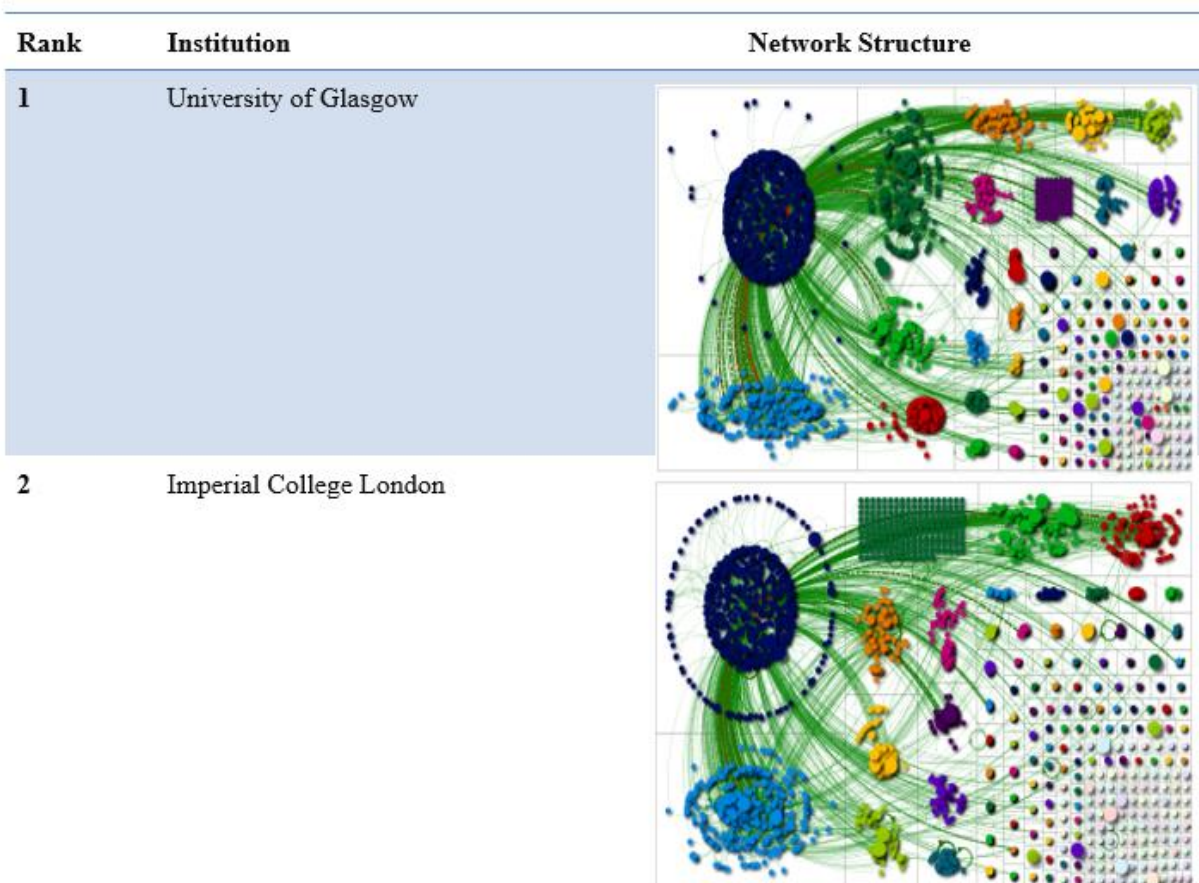 Rank Institution Network Structure
1 University of Glasgow
2 Imperial College London